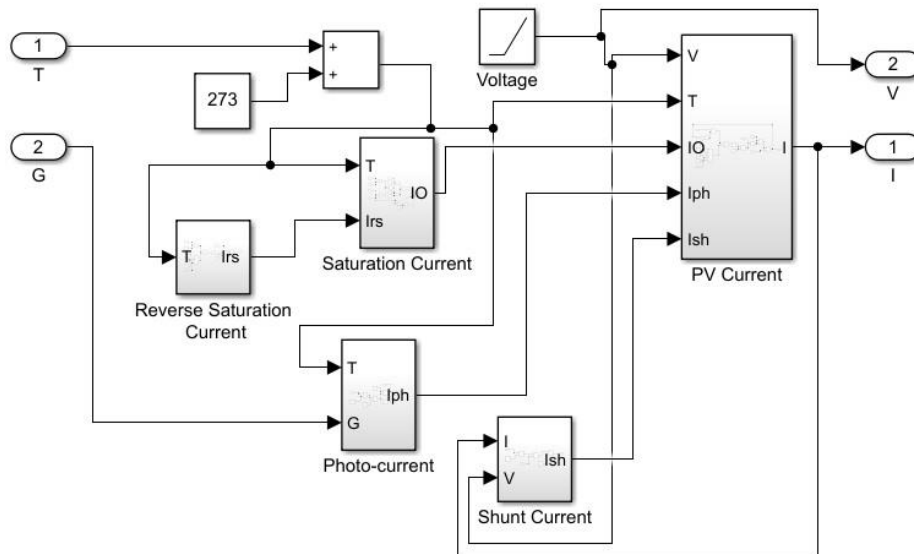 1
T
+
+
273
Voltage
2
V
2
G
V
T
IO
Iph
Ish
I
PV Current
1
I
T
Irs
IO
Saturation Current
T
Irs
Reverse Saturation
Current
T
G
Iph
Photo-current
I
V
Ish
Shunt Current